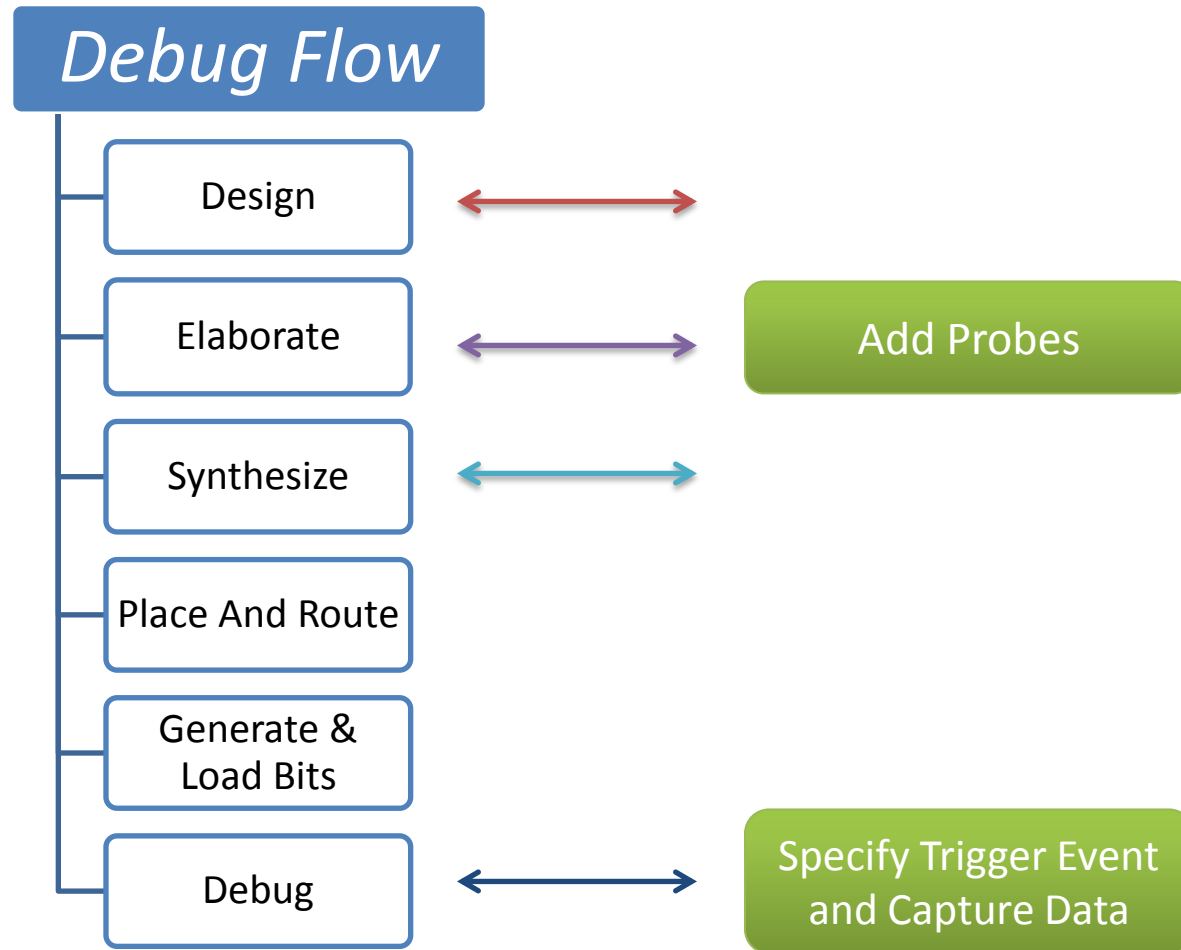 Debug Flow
Design
Elaborate
Add Probes
Synthesize
Place And Route
Generate &
Load Bits
Debug
Specify Trigger Event
and Capture Data